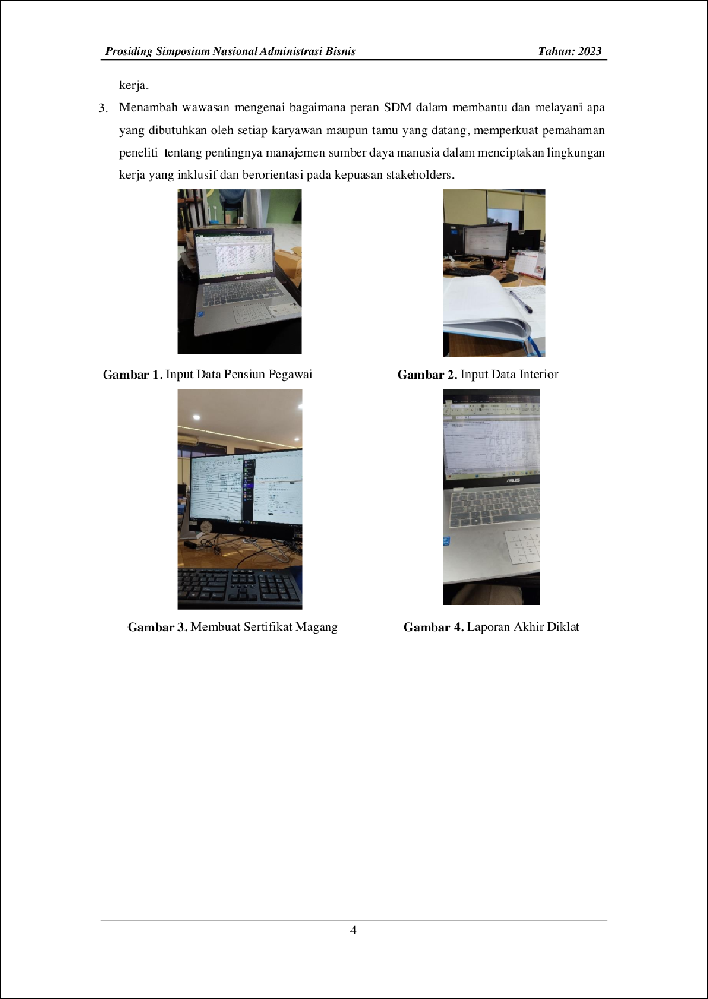 Prosiding Simposium Nasional Administrasi Bisnis Tahun: 2023
kerja.
3. Menambah wawasan mengenai bagaimana peran SDM dalam membantu dan melayani apa
yang dibutuhkan oleh setiap karyawan maupun tamu yang datang, memperkuat pemahaman
peneliti tentang pentingnya manajemen sumber daya manusia dalam menciptakan lingkungan
kerja yang inklusif dan berorientasi pada kepuasan stakeholders.
Gambar 1. Input Data Pensiun Pegawai
Gambar 2. Input Data Interior
ASUS
Gambar 3. Membuat Sertifikat Magang
Gambar 4. Laporan Akhir Diklat
4